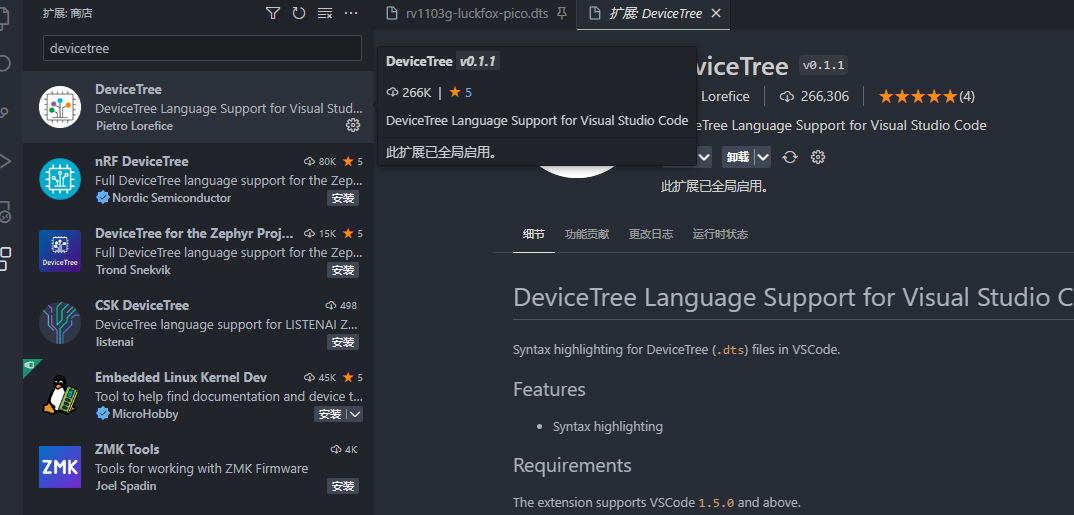 扩展: 商店
devicetree
DeviceTree
DeviceTree Language Support for Visual Stud...
Pietro Lorefice
nRF DeviceTree
80K
5
Full DeviceTree language support for the Zep...
Nordic Semiconductor
安装
DeviceTree for the Zephyr Proj...
15K
5
Full DeviceTree language support for the Zep...
Trond Snekvik
安装
CSK DeviceTree
498
DeviceTree language support for LISTENAI Z...
listenai
安装
Embedded Linux Kernel Dev
45K
5
Tool to help find documentation and device t...
MicroHobby
安装
ZMK Tools
4K
Tools for working with ZMK Firmware
Joel Spadin
安装
DeviceTree
ZMK
rv1103g-luckfox-pico.dts
扩展: DeviceTree
DeviceTree v0.1.1
266K | 5
DeviceTree Language Support for Visual Studio Code
此扩展已全局启用。
viceTree v0.1.1
Lorefice
266,306
(4)
eTree Language Support for Visual Studio Code
卸载
此扩展已全局启用。
细节
功能贡献
更改日志
运行时状态
DeviceTree Language Support for Visual Studio C
Syntax highlighting for DeviceTree (.dts) files in VSCode.
Features
• Syntax highlighting
Requirements
The extension supports VSCode 1.5.0 and above.